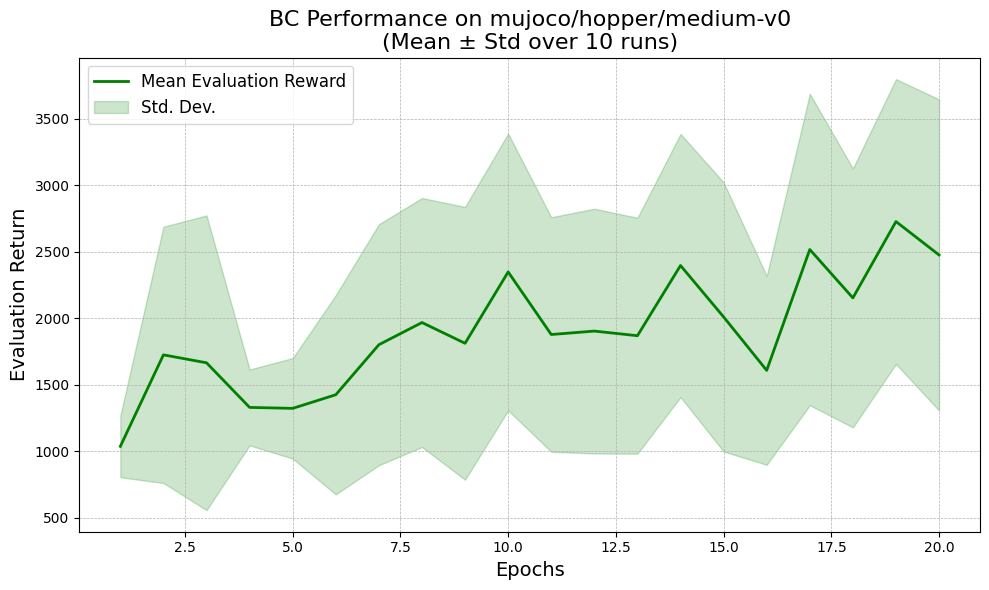 BC Performance on mujoco/hopper/medium-v0
(Mean ± Std over 10 runs)
Mean Evaluation Reward
Std. Dev.
Evaluation Return
3500
3000
2500
2000
1500
1000
500
2.5 5.0 7.5 10.0 12.5 15.0 17.5 20.0
Epochs